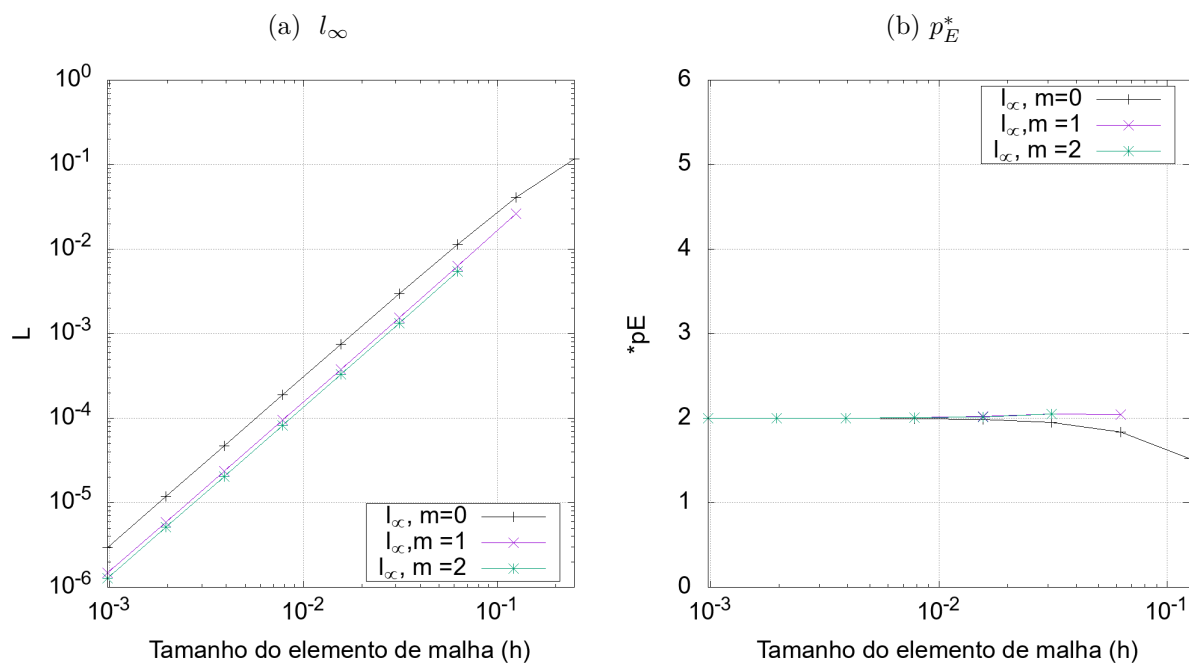 (a) l∞
10⁰
10⁻¹
10⁻²
10⁻³
10⁻⁴
10⁻⁵
10⁻⁶
L
l∞, m=0
l∞,m =1
l∞, m =2
10⁻³
10⁻²
10⁻¹
Tamanho do elemento de malha (h)
(b) p*E
6
5
4
3
2
1
0
*pE
l∞, m=0
l∞,m =1
l∞, m =2
10⁻³
10⁻²
10⁻¹
Tamanho do elemento de malha (h)